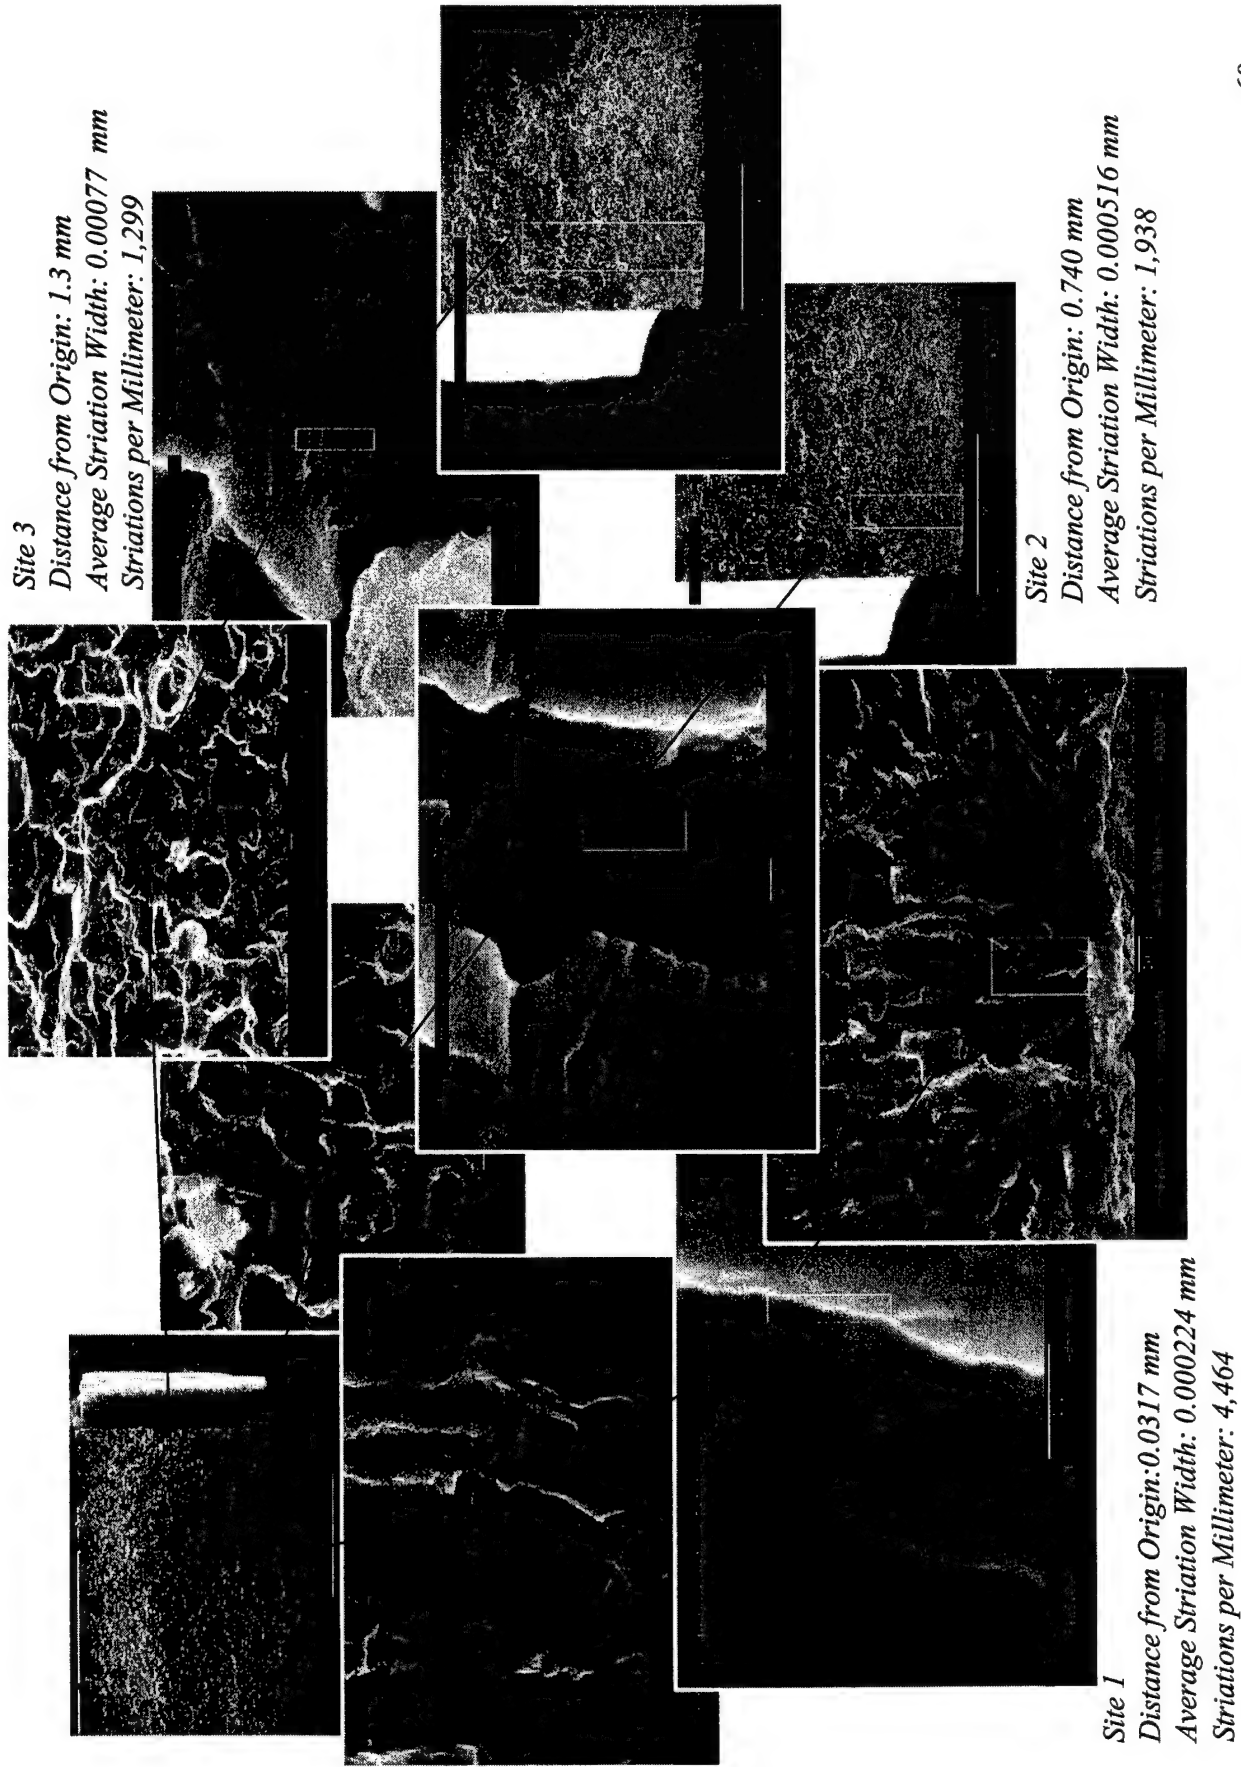 Site 3
Distance from Origin: 1.3 mm
Average Striation Width: 0.00077 mm
Striations per Millimeter: 1,299
Site 2
Distance from Origin: 0.740 mm
Average Striation Width: 0.000516 mm
Striations per Millimeter: 1,938
Site 1
Distance from Origin:0.0317 mm
Average Striation Width: 0.000224 mm
Striations per Millimeter: 4,464